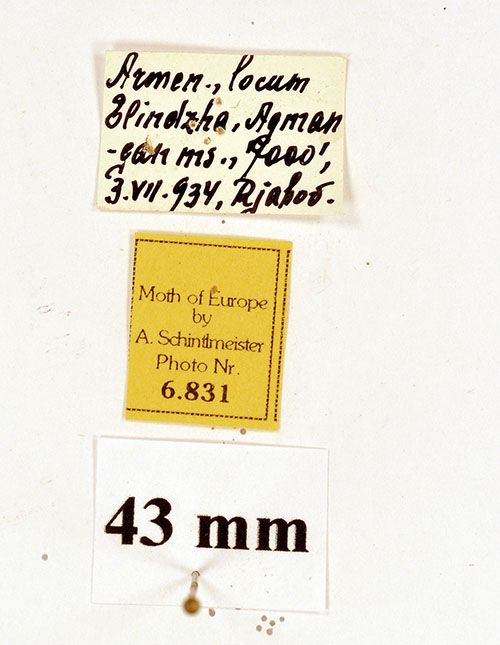 Armen., locum
Elindzha, Agman
-gan ms., 7000',
3.VII.934, Rjabov.
Moth of Europe
by
A. Schintlmeister
Photo Nr.
6.831
43 mm